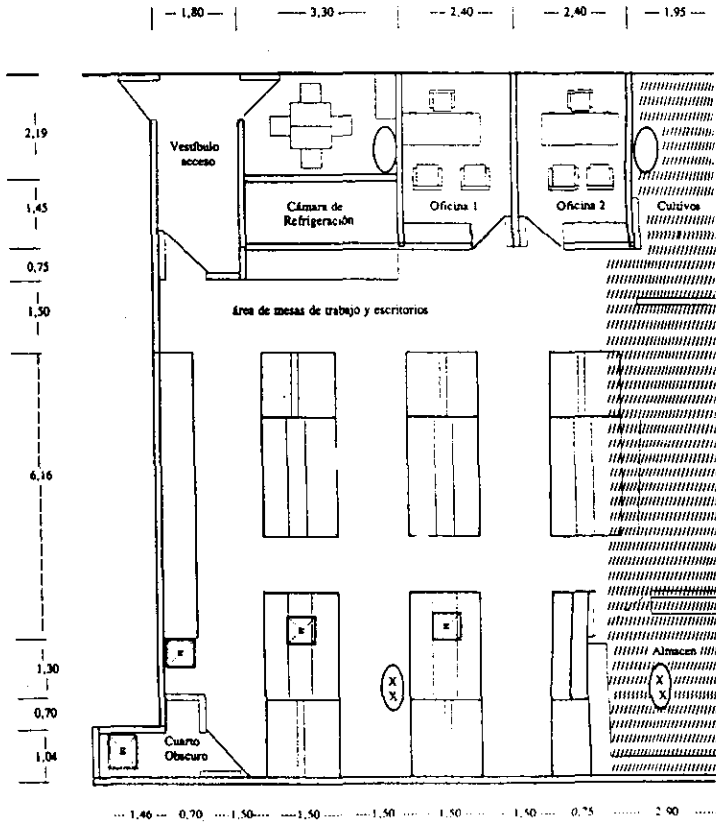 1,80 3,30 2,40 2,40 1,95
2,19
1,45
0,75
1,50
6,16
1,30
0,70
1,04
Vestíbulo
acceso
Cámara de
Refrigeración
Oficina 1
Oficina 2
Cultivos
área de mesas de trabajo y escritorios
E
E
E
X
X
Almacen
X
X
Cuarto
Obscuro
E
1,46 0,70 1,50 1,50 1,50 1,50 1,50 0,75 2,90